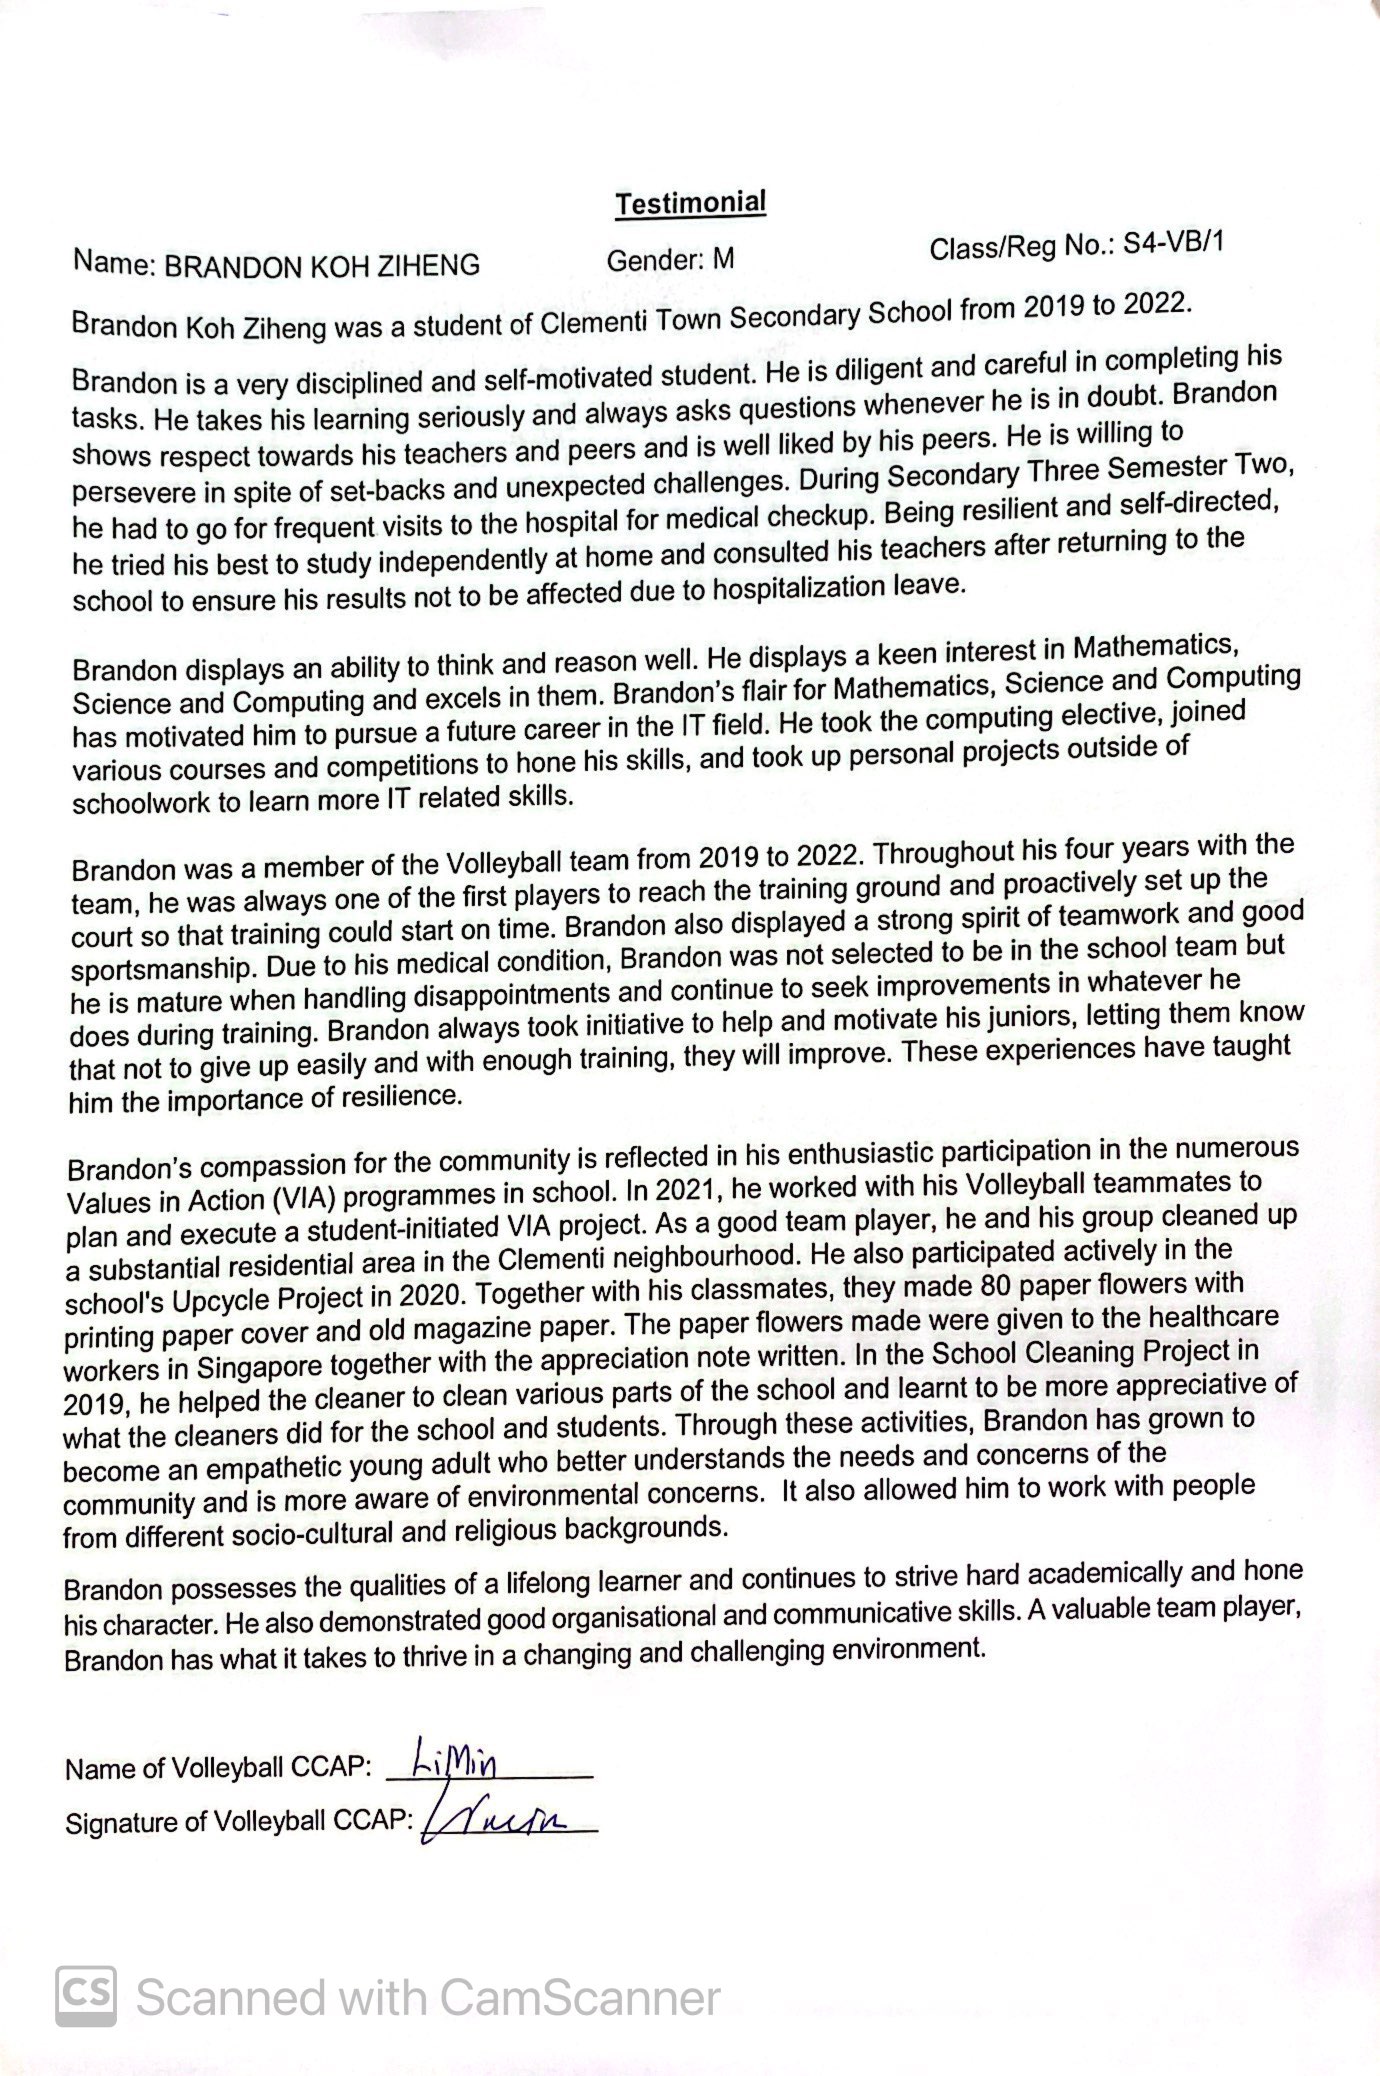 Testimonial
Name: BRANDON KOH ZIHENG Gender: M Class/Reg No.: S4-VB/1
Brandon Koh Ziheng was a student of Clementi Town Secondary School from 2019 to 2022.
Brandon is a very disciplined and self-motivated student. He is diligent and careful in completing his
tasks. He takes his learning seriously and always asks questions whenever he is in doubt. Brandon
shows respect towards his teachers and peers and is well liked by his peers. He is willing to
persevere in spite of set-backs and unexpected challenges. During Secondary Three Semester Two,
he had to go for frequent visits to the hospital for medical checkup. Being resilient and self-directed,
he tried his best to study independently at home and consulted his teachers after returning to the
school to ensure his results not to be affected due to hospitalization leave.
Brandon displays an ability to think and reason well. He displays a keen interest in Mathematics,
Science and Computing and excels in them. Brandon's flair for Mathematics, Science and Computing
has motivated him to pursue a future career in the IT field. He took the computing elective, joined
various courses and competitions to hone his skills, and took up personal projects outside of
schoolwork to learn more IT related skills.
Brandon was a member of the Volleyball team from 2019 to 2022. Throughout his four years with the
team, he was always one of the first players to reach the training ground and proactively set up the
court so that training could start on time. Brandon also displayed a strong spirit of teamwork and good
sportsmanship. Due to his medical condition, Brandon was not selected to be in the school team but
he is mature when handling disappointments and continue to seek improvements in whatever he
does during training. Brandon always took initiative to help and motivate his juniors, letting them know
that not to give up easily and with enough training, they will improve. These experiences have taught
him the importance of resilience.
Brandon's compassion for the community is reflected in his enthusiastic participation in the numerous
Values in Action (VIA) programmes in school. In 2021, he worked with his Volleyball teammates to
plan and execute a student-initiated VIA project. As a good team player, he and his group cleaned up
a substantial residential area in the Clementi neighbourhood. He also participated actively in the
school's Upcycle Project in 2020. Together with his classmates, they made 80 paper flowers with
printing paper cover and old magazine paper. The paper flowers made were given to the healthcare
workers in Singapore together with the appreciation note written. In the School Cleaning Project in
2019, he helped the cleaner to clean various parts of the school and learnt to be more appreciative of
what the cleaners did for the school and students. Through these activities, Brandon has grown to
become an empathetic young adult who better understands the needs and concerns of the
community and is more aware of environmental concerns. It also allowed him to work with people
from different socio-cultural and religious backgrounds.
Brandon possesses the qualities of a lifelong learner and continues to strive hard academically and hone
his character. He also demonstrated good organisational and communicative skills. A valuable team player,
Brandon has what it takes to thrive in a changing and challenging environment.
Name of Volleyball CCAP: LiMin
Signature of Volleyball CCAP:
CS Scanned with CamScanner